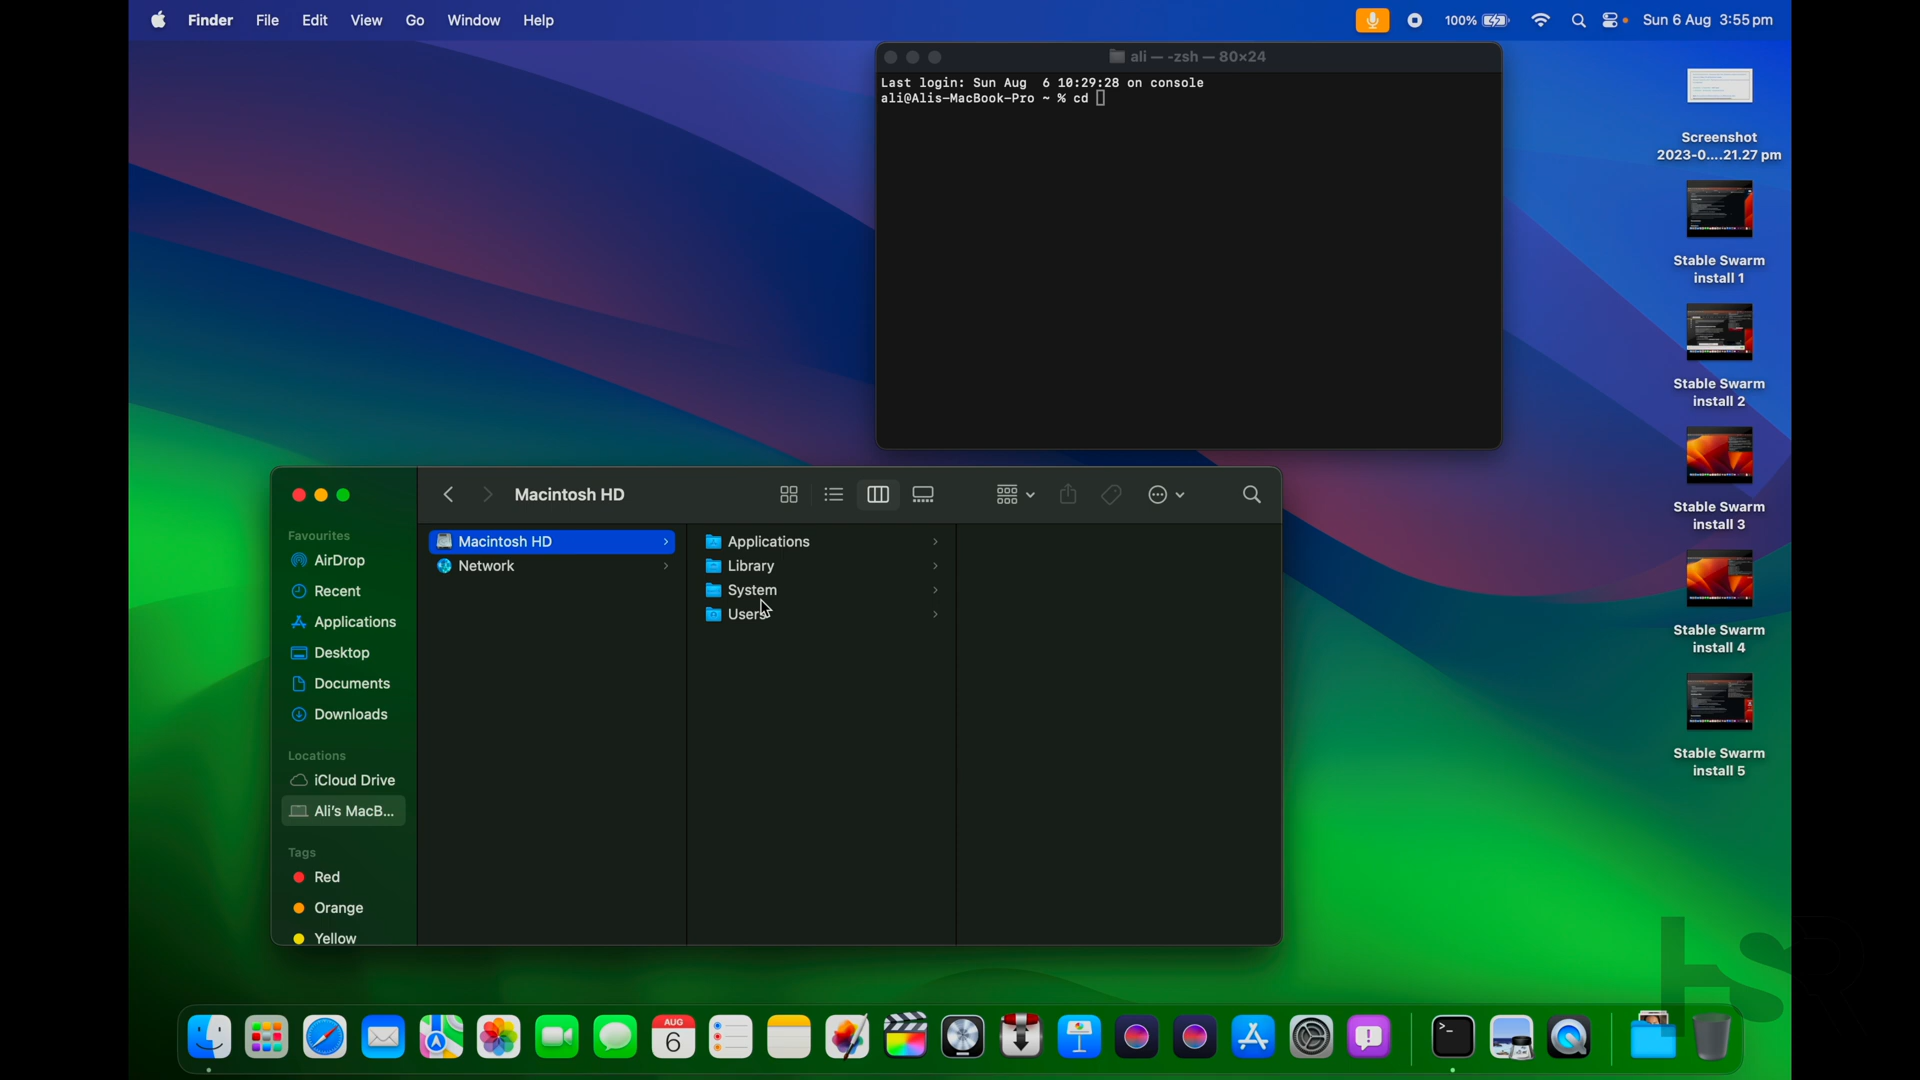 Finder File Edit View Go Window Help
100% Sun 6 Aug 3:55pm
ali — -zsh — 80×24
Last login: Sun Aug  6 10:29:28 on console
ali@Alis-MacBook-Pro ~ % cd
Screenshot
2023-0....21.27 pm
Stable Swarm
install 1
Stable Swarm
install 2
Stable Swarm
install 3
Stable Swarm
install 4
Stable Swarm
install 5
Macintosh HD
Favourites
AirDrop
Recent
Applications
Desktop
Documents
Downloads
Locations
iCloud Drive
Ali's MacB...
Tags
Red
Orange
Yellow
Macintosh HD
Network
Applications
Library
System
Users
AUG
6
HSR